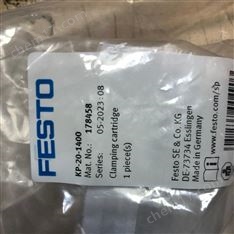 FESTO
KP-20-1400
Mat. No.: 178458
Series: 05-2023 : 08
Clamping cartridge
1 piece(s)
Festo SE & Co. KG
DE-73734 Esslingen
Made in Germany
www.festo.com/sp